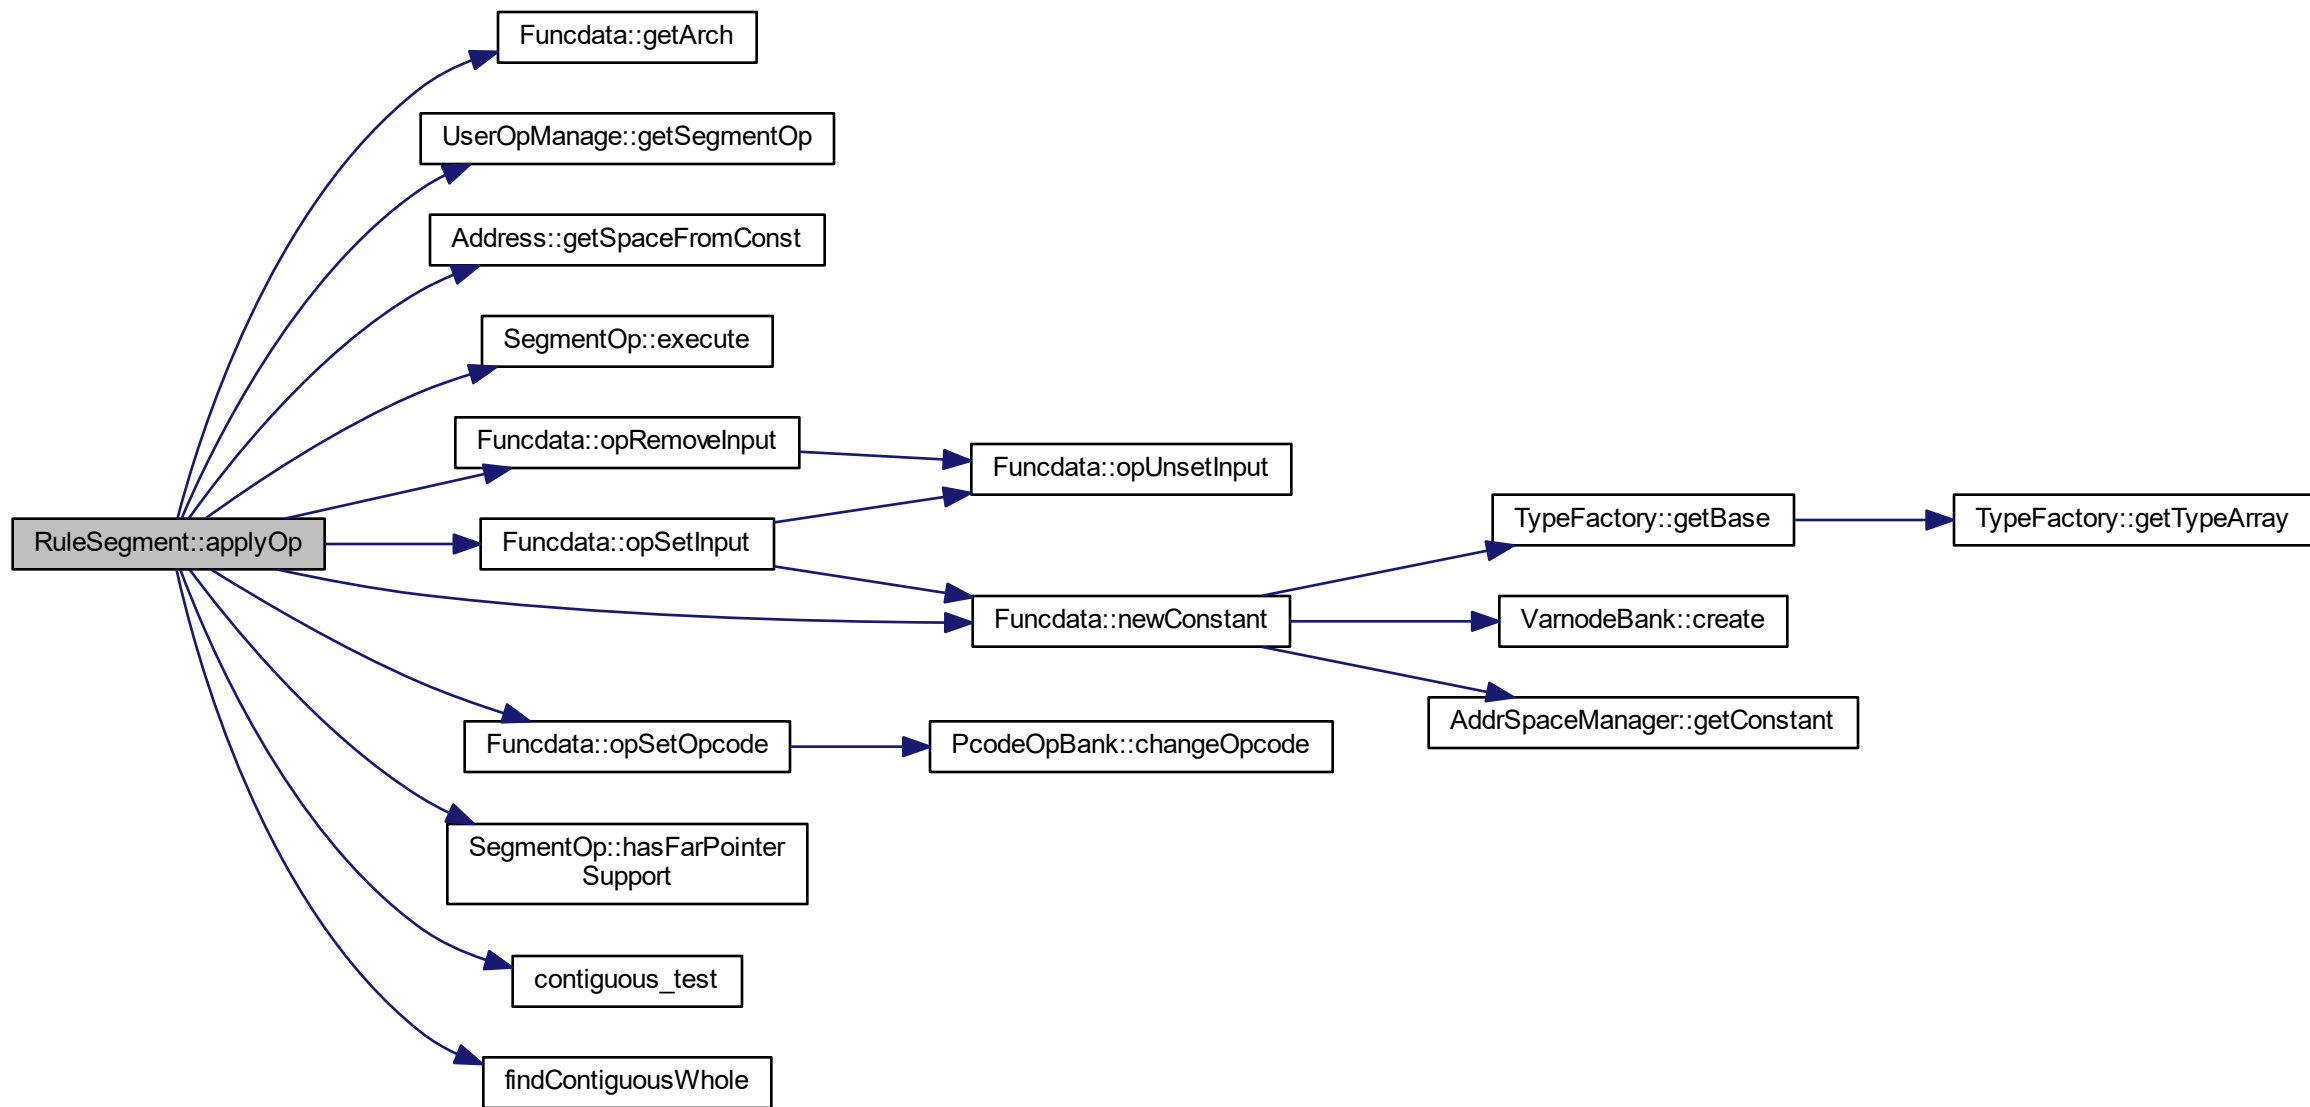 Funcdata::getArch
UserOpManage::getSegmentOp
Address::getSpaceFromConst
SegmentOp::execute
Funcdata::opRemoveInput
Funcdata::opUnsetInput
RuleSegment::applyOp
Funcdata::opSetInput
TypeFactory::getBase
TypeFactory::getTypeArray
Funcdata::newConstant
VarnodeBank::create
AddrSpaceManager::getConstant
Funcdata::opSetOpcode
PcodeOpBank::changeOpcode
SegmentOp::hasFarPointer
Support
contiguous_test
findContiguousWhole